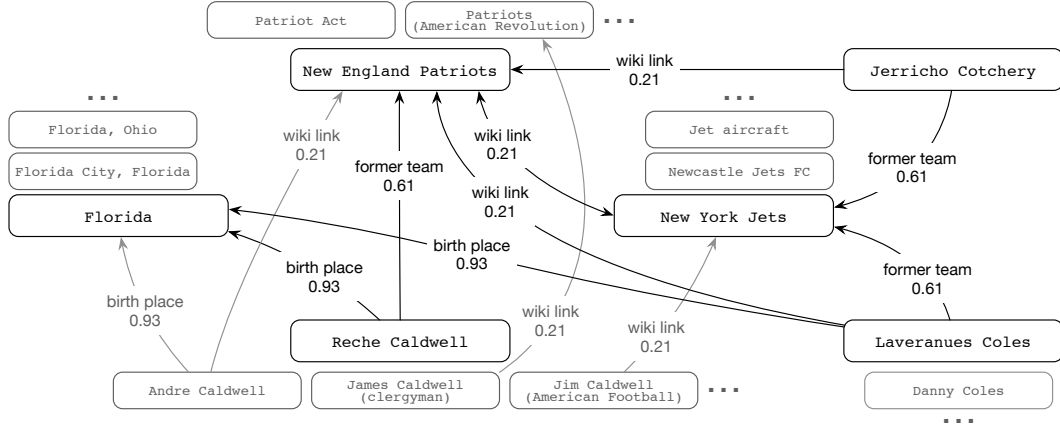 Patriot Act
Patriots
(American Revolution)
...
New England Patriots
wiki link
0.21
Jerricho Cotchery
...
...
Florida, Ohio
wiki link
0.21
wiki link
0.21
Jet aircraft
former team
0.61
former team
0.61
Florida City, Florida
Newcastle Jets FC
wiki link
0.21
Florida
New York Jets
birth place
0.93
birth place
0.93
former team
0.61
birth place
0.93
wiki link
0.21
wiki link
0.21
Reche Caldwell
Laveranues Coles
Andre Caldwell
James Caldwell
(clergyman)
Jim Caldwell
(American Football)
...
Danny Coles
...